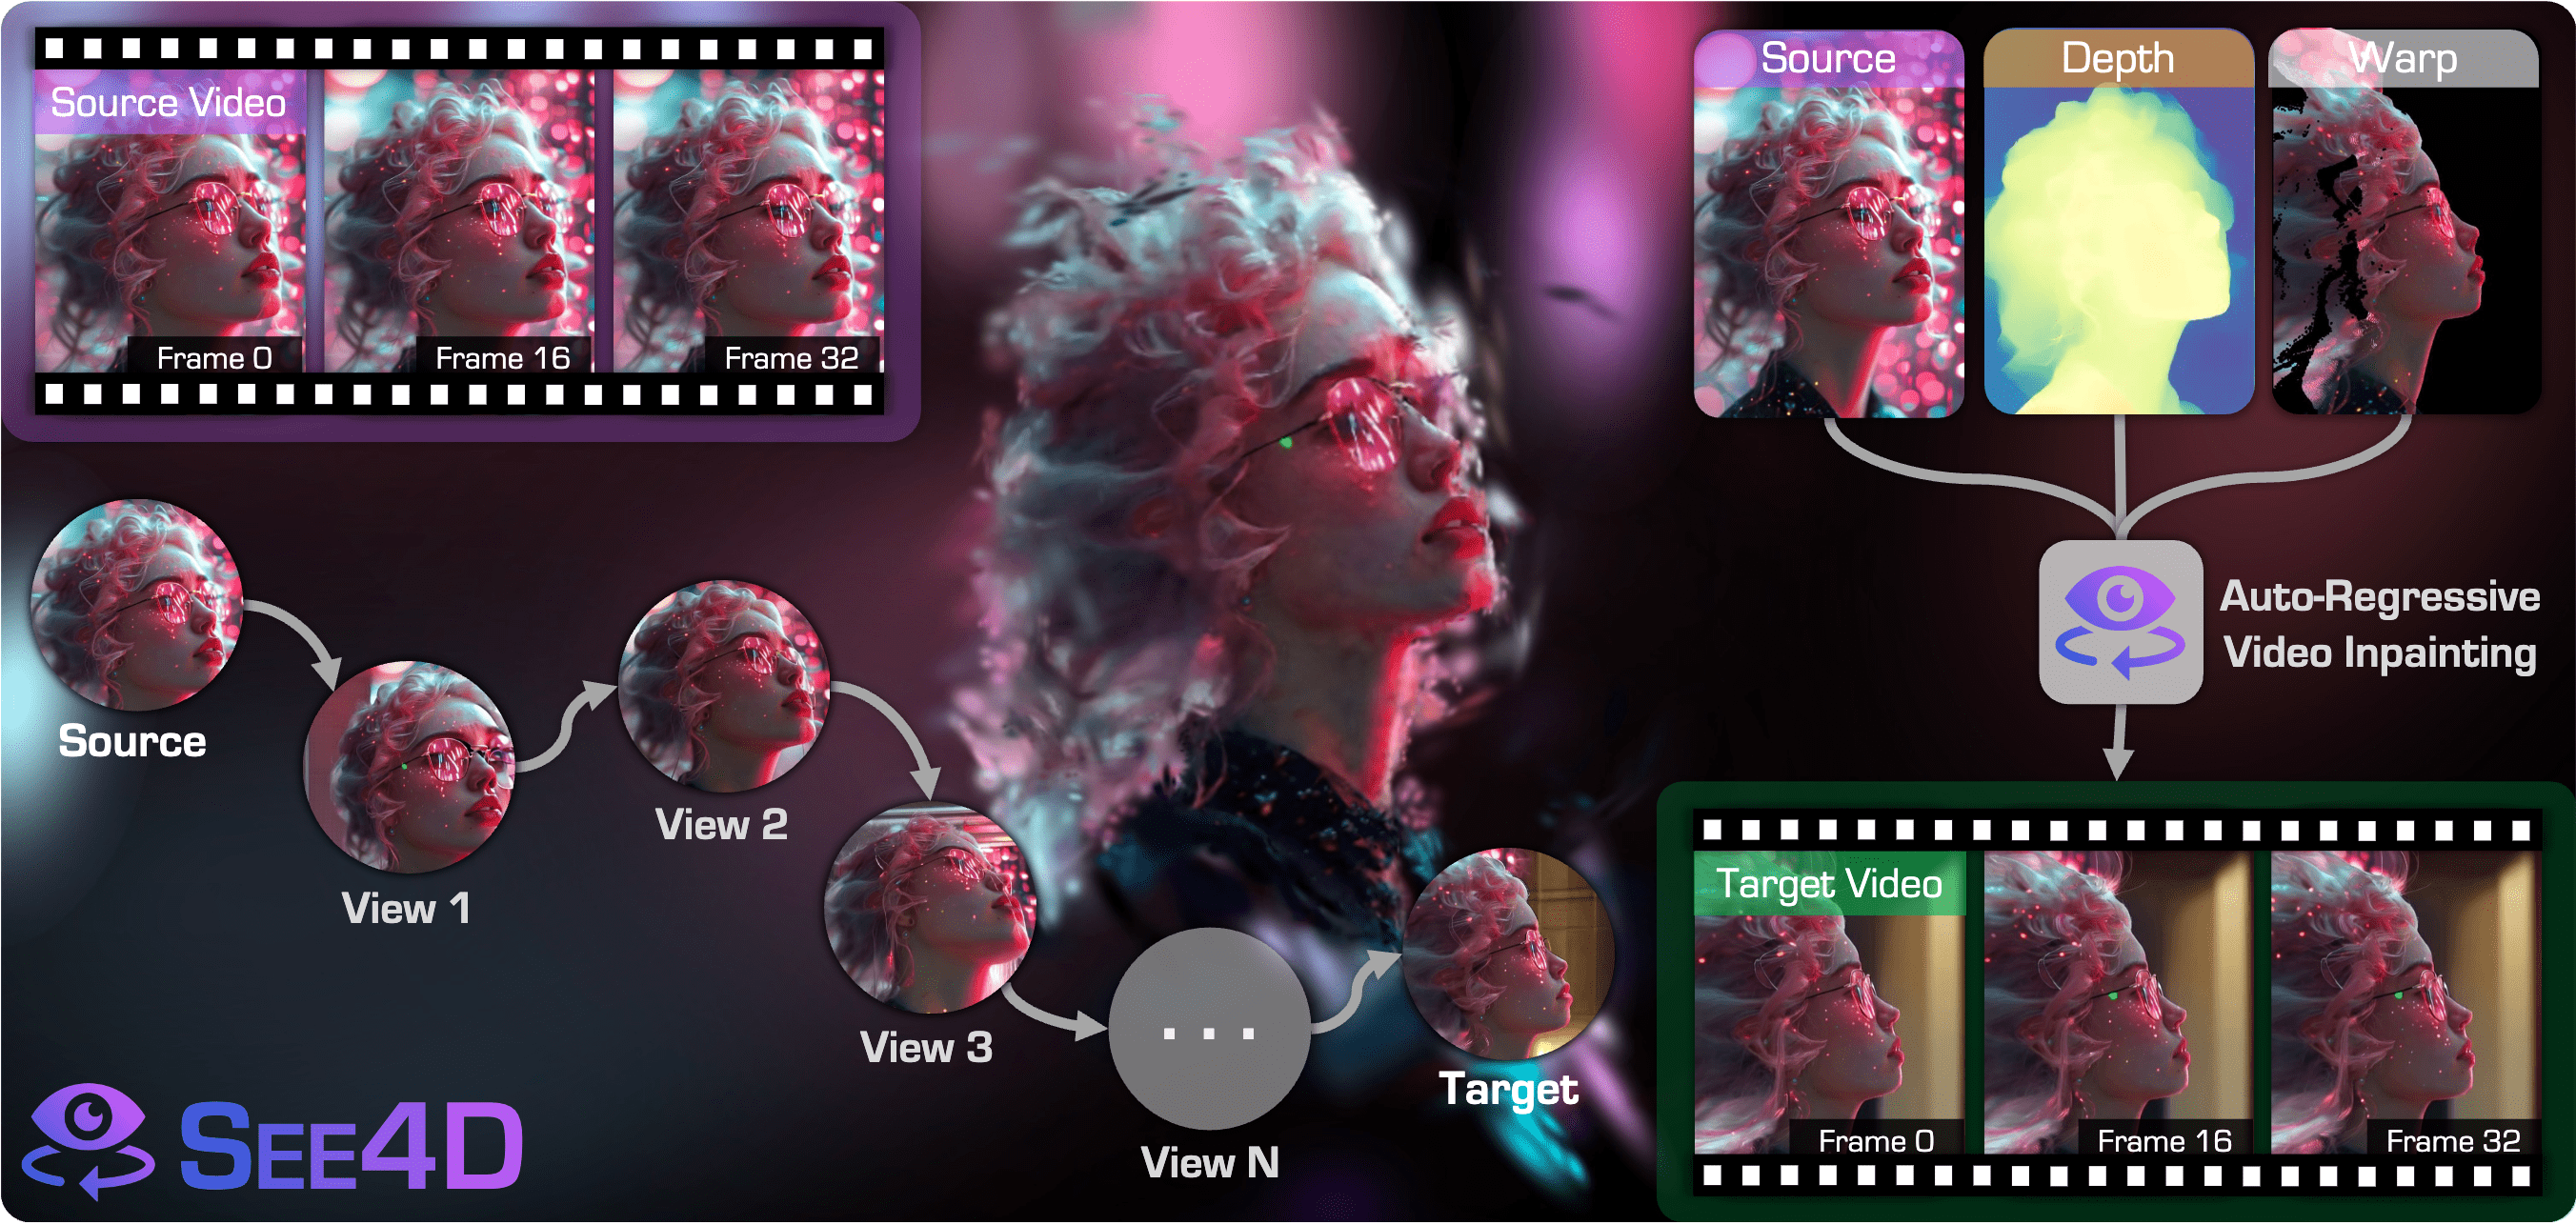 Source Video
Frame 0
Frame 16
Frame 32
Source
Depth
Warp
Auto-Regressive
Video Inpainting
Source
View 1
View 2
View 3
...
View N
Target
Target Video
Frame 0
Frame 16
Frame 32
SEE4D